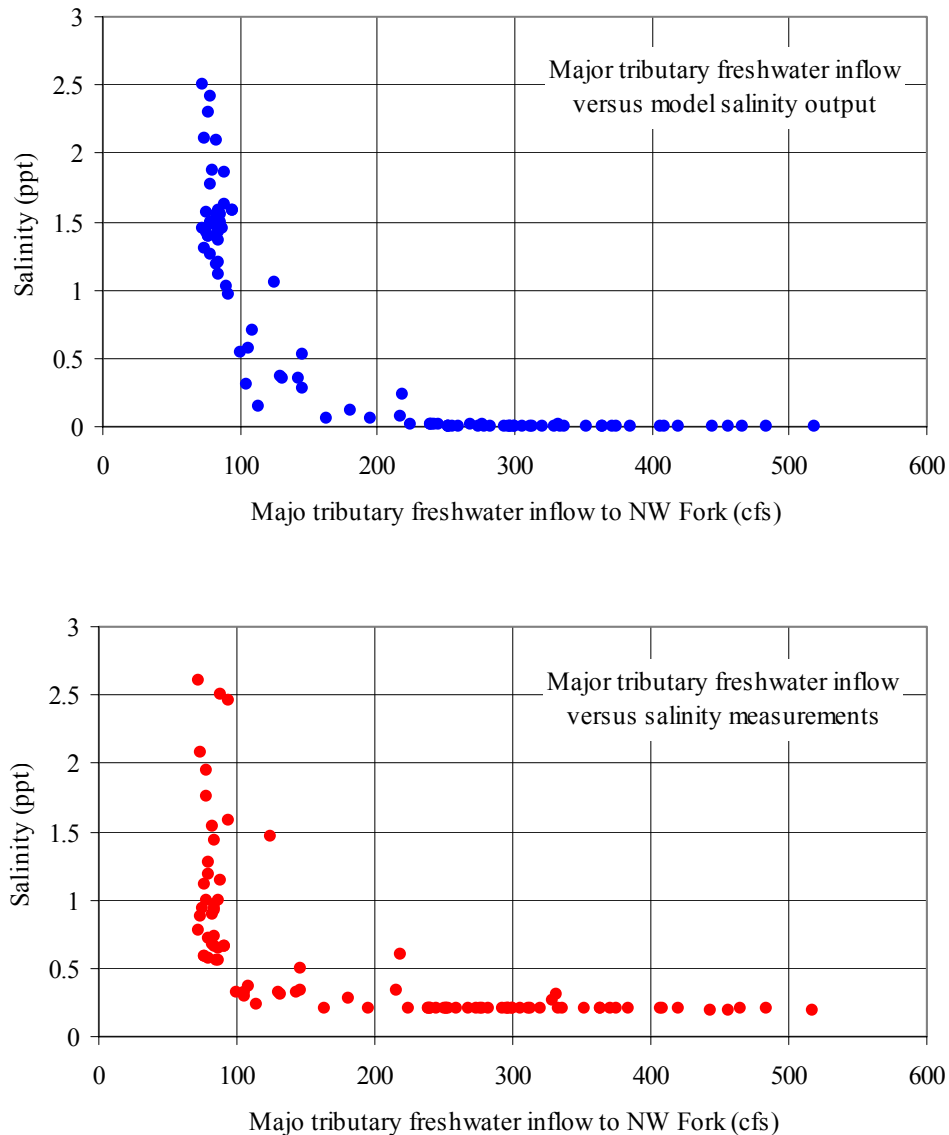 3
Major tributary freshwater inflow
versus model salinity output
2.5
2
1.5
1
0.5
0
Salinity (ppt)
0 100 200 300 400 500 600
Majo tributary freshwater inflow to NW Fork (cfs)
3
Major tributary freshwater inflow
versus salinity measurements
2.5
2
1.5
1
0.5
0
Salinity (ppt)
0 100 200 300 400 500 600
Majo tributary freshwater inflow to NW Fork (cfs)